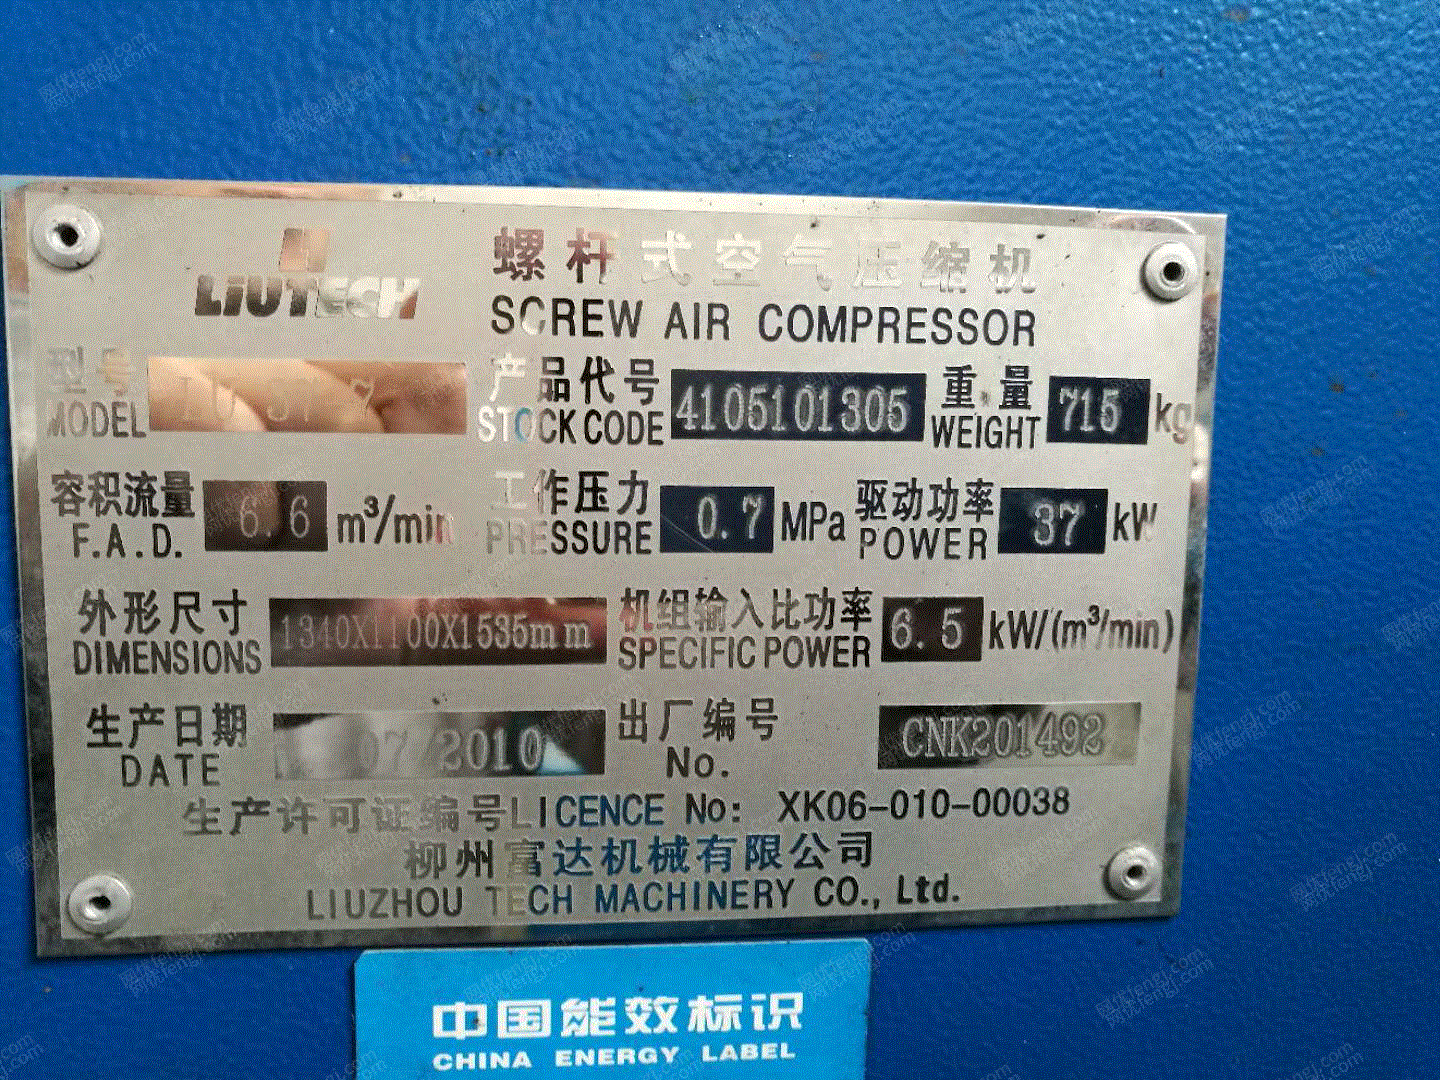 LIUTECH
螺杆式空气压缩机
SCREW AIR COMPRESSOR
型号 产品代号 重量
MODEL STOCK CODE 4105101305 WEIGHT 715 kg
容积流量 工作压力 驱动功率
F.A.D. 6.6 m³/min PRESSURE 0.7 MPa POWER 37 kW
外形尺寸 机组输入比功率
DIMENSIONS 1340X1100X1535mm SPECIFIC POWER 6.5 kW/(m³/min)
生产日期 出厂编号
DATE 07/2010 No. CNK201492
生产许可证编号LICENCE No: XK06-010-00038
柳州富达机械有限公司
LIUZHOU TECH MACHINERY CO., Ltd.
中国能效标识
CHINA ENERGY LABEL